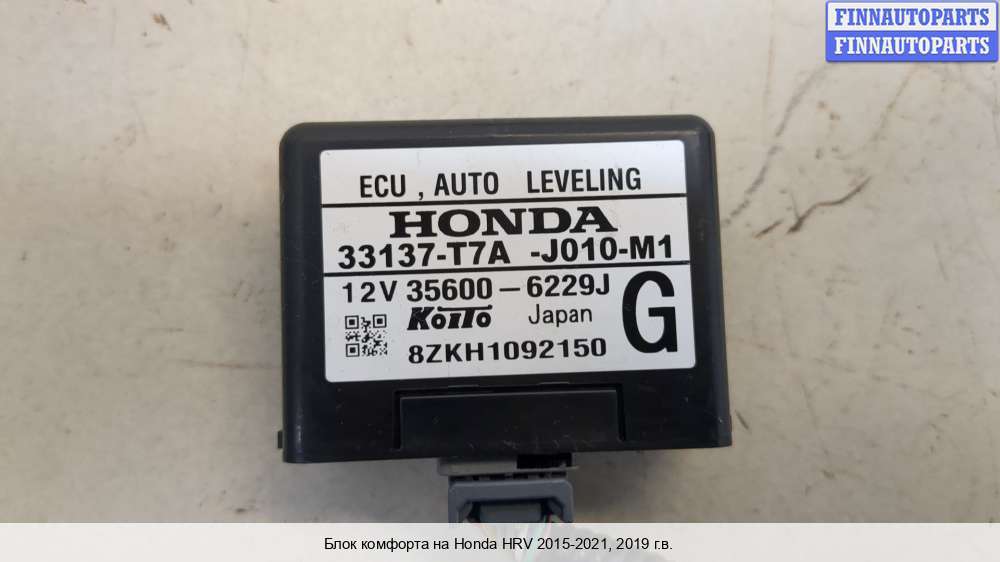 FINNAUTOPARTS
FINNAUTOPARTS
ECU , AUTO LEVELING
HONDA
33137-T7A -J010-M1
12V 35600-6229J
G
KOITO Japan
8ZKH1092150
Блок комфорта на Honda HRV 2015-2021, 2019 г.в.